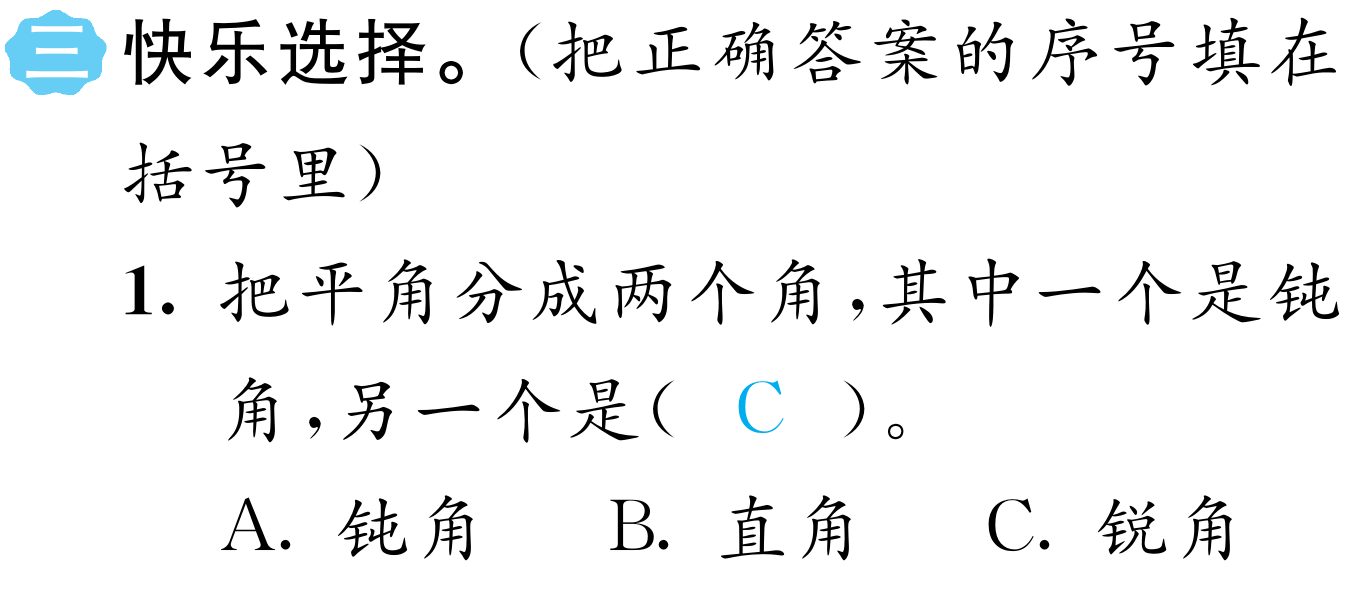 三 快乐选择。（把正确答案的序号填在
括号里）
1. 把平角分成两个角,其中一个是钝
角,另一个是( C )。
A. 钝角 B. 直角 C. 锐角